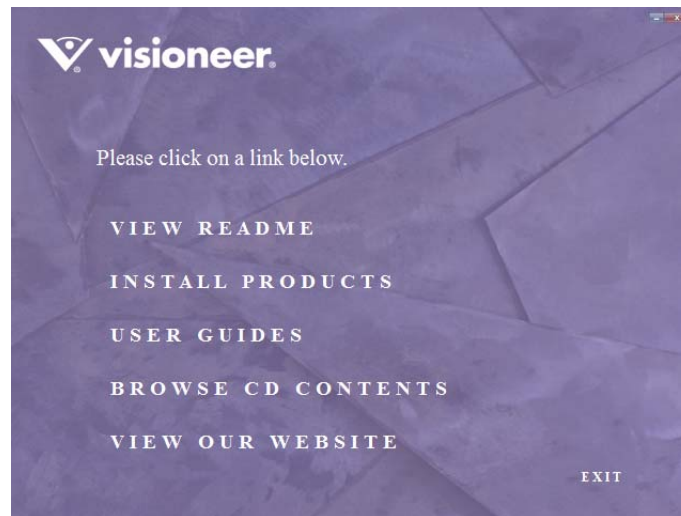 visioneer®
Please click on a link below.
VIEW README
INSTALL PRODUCTS
USER GUIDES
BROWSE CD CONTENTS
VIEW OUR WEBSITE
EXIT